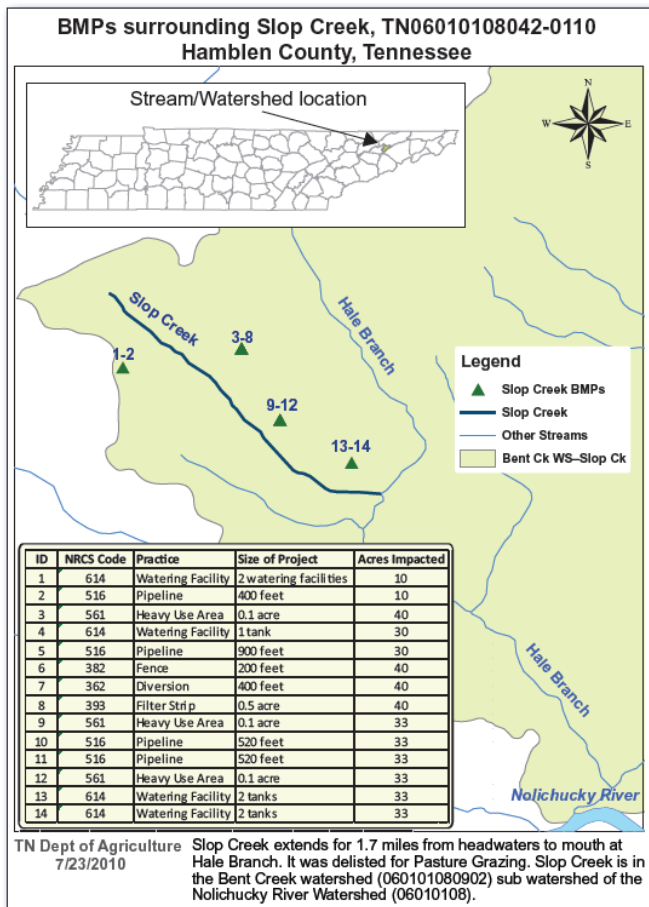 BMPs surrounding Slop Creek, TN06010108042-0110
Hamblen County, Tennessee
Stream/Watershed location
N
W E
S
Slop Creek
Hale Branch
1-2
3-8
9-12
13-14
Legend
Slop Creek BMPs
Slop Creek
Other Streams
Bent Ck WS–Slop Ck
ID NRCS Code Practice Size of Project Acres Impacted
1 614 Watering Facility 2 watering facilities 10
2 516 Pipeline 400 feet 10
3 561 Heavy Use Area 0.1 acre 40
4 614 Watering Facility 1 tank 30
5 516 Pipeline 900 feet 30
6 382 Fence 200 feet 40
7 362 Diversion 400 feet 40
8 393 Filter Strip 0.5 acre 40
9 561 Heavy Use Area 0.1 acre 33
10 516 Pipeline 520 feet 33
11 516 Pipeline 520 feet 33
12 561 Heavy Use Area 0.1 acre 33
13 614 Watering Facility 2 tanks 33
14 614 Watering Facility 2 tanks 33
Hale Branch
Nolichucky River
TN Dept of Agriculture
7/23/2010
Slop Creek extends for 1.7 miles from headwaters to mouth at
Hale Branch. It was delisted for Pasture Grazing. Slop Creek is in
the Bent Creek watershed (060101080902) sub watershed of the
Nolichucky River Watershed (06010108).